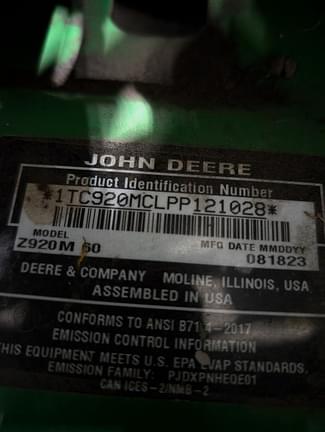 JOHN DEERE
Product Identification Number
*1TC920MCLPP121028*
MODEL MFG DATE MMDDYY
Z920M 60 081823
DEERE & COMPANY MOLINE, ILLINOIS, USA
ASSEMBLED IN USA
CONFORMS TO ANSI B71.4-2017
EMISSION CONTROL INFORMATION
THIS EQUIPMENT MEETS U.S. EPA EVAP STANDARDS.
EMISSION FAMILY: PJDXPNHEQE01
CAN ICES-2/NMB-2